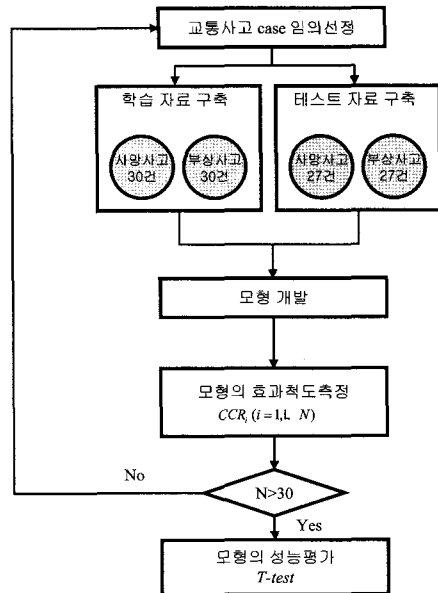 교통사고 case 임의선정
학습 자료 구축
테스트 자료 구축
사망사고
30건
부상사고
30건
사망사고
27건
부상사고
27건
모형 개발
모형의 효과척도측정
CCRi (i = 1,L N)
No
N>30
Yes
모형의 성능평가
T-test